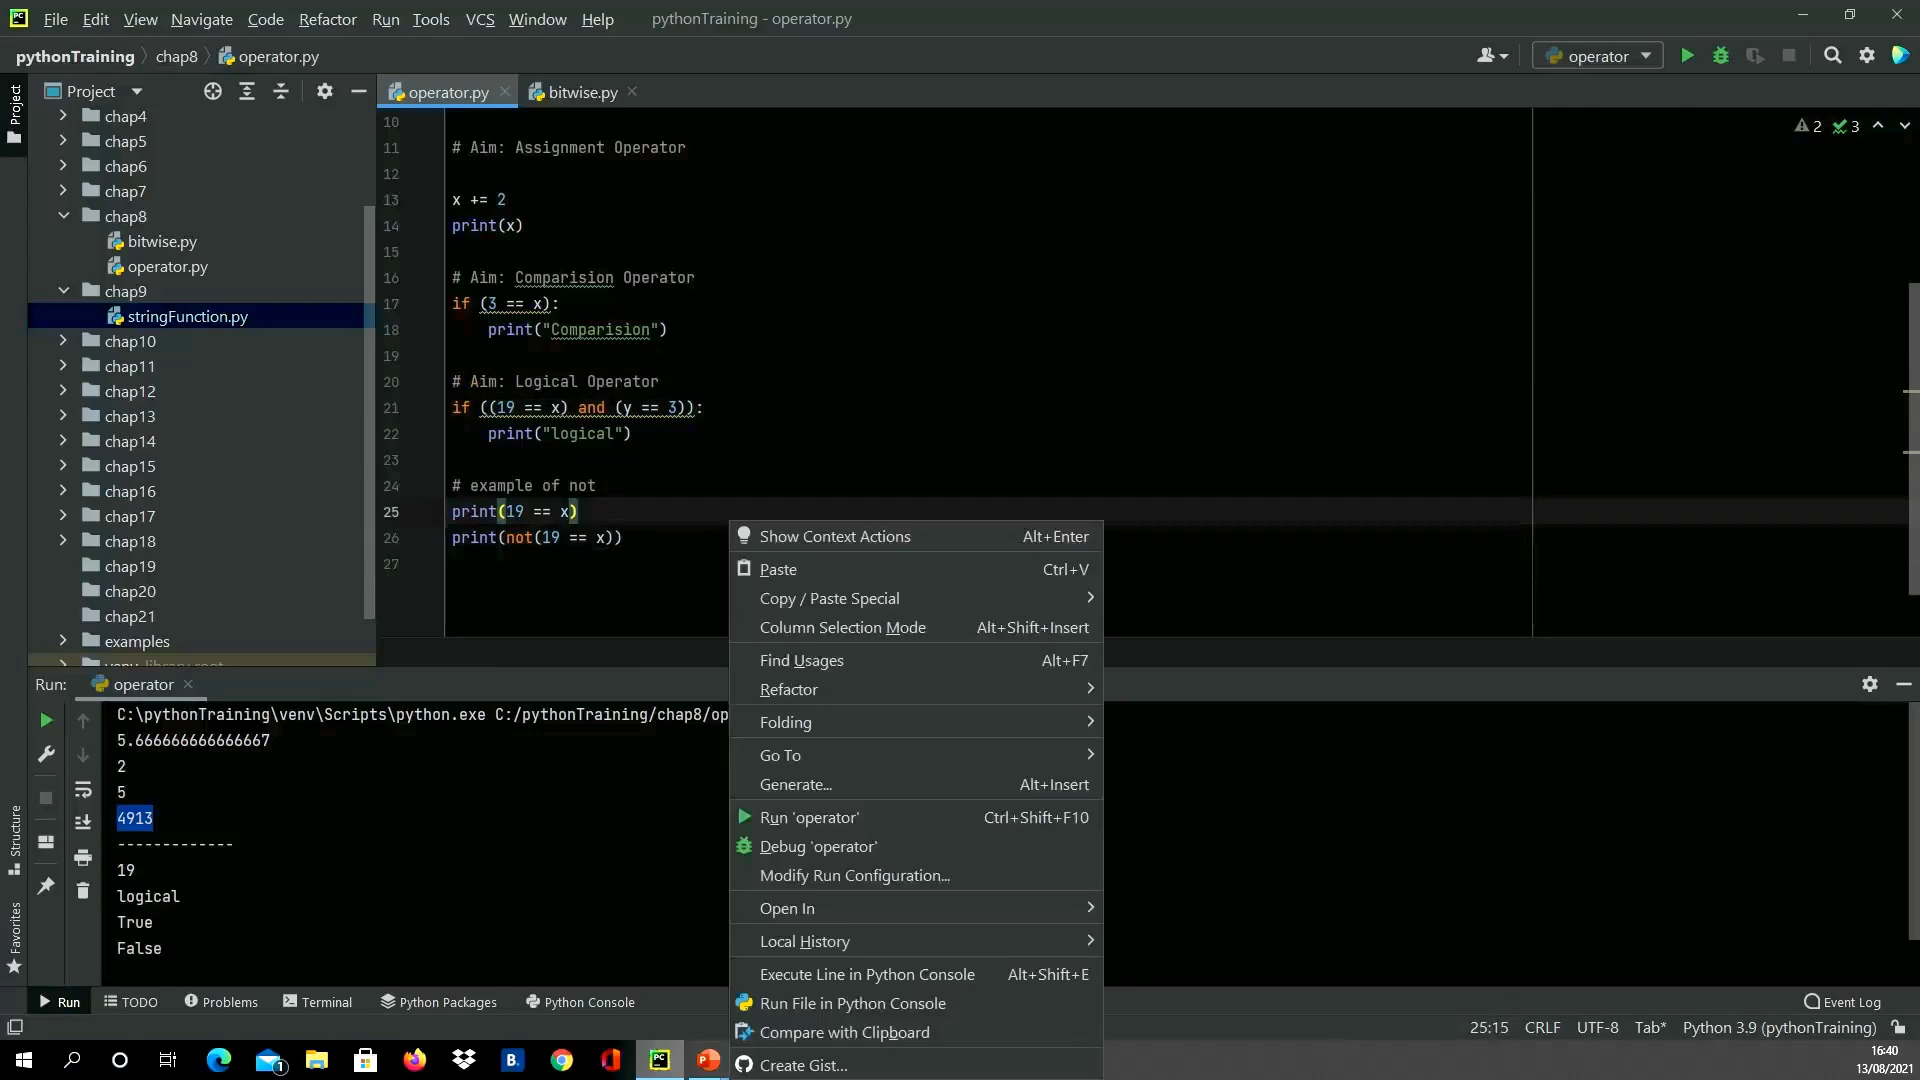 File Edit View Navigate Code Refactor Run Tools VCS Window Help pythonTraining - operator.py
pythonTraining chap8 operator.py
operator
Project
Project
operator.py
bitwise.py
chap4
chap5
chap6
chap7
chap8
bitwise.py
operator.py
chap9
stringFunction.py
chap10
chap11
chap12
chap13
chap14
chap15
chap16
chap17
chap18
chap19
chap20
chap21
examples
2 3
10
11 # Aim: Assignment Operator
12
13 x += 2
14 print(x)
15
16 # Aim: Comparision Operator
17 if (3 == x):
18 print("Comparision")
19
20 # Aim: Logical Operator
21 if ((19 == x) and (y == 3)):
22 print("logical")
23
24 # example of not
25 print(19 == x)
26 print(not(19 == x))
27
Show Context Actions Alt+Enter
Paste Ctrl+V
Copy / Paste Special
Column Selection Mode Alt+Shift+Insert
Find Usages Alt+F7
Refactor
Folding
Go To
Generate... Alt+Insert
Run 'operator' Ctrl+Shift+F10
Debug 'operator'
Modify Run Configuration...
Open In
Local History
Execute Line in Python Console Alt+Shift+E
Run File in Python Console
Compare with Clipboard
Create Gist...
Run: operator
C:\pythonTraining\venv\Scripts\python.exe C:/pythonTraining/chap8/op
5.666666666666667
2
5
4913
-------------
19
logical
True
False
Structure
Favorites
Run TODO Problems Terminal Python Packages Python Console Event Log
25:15 CRLF UTF-8 Tab* Python 3.9 (pythonTraining)
16:40
13/08/2021